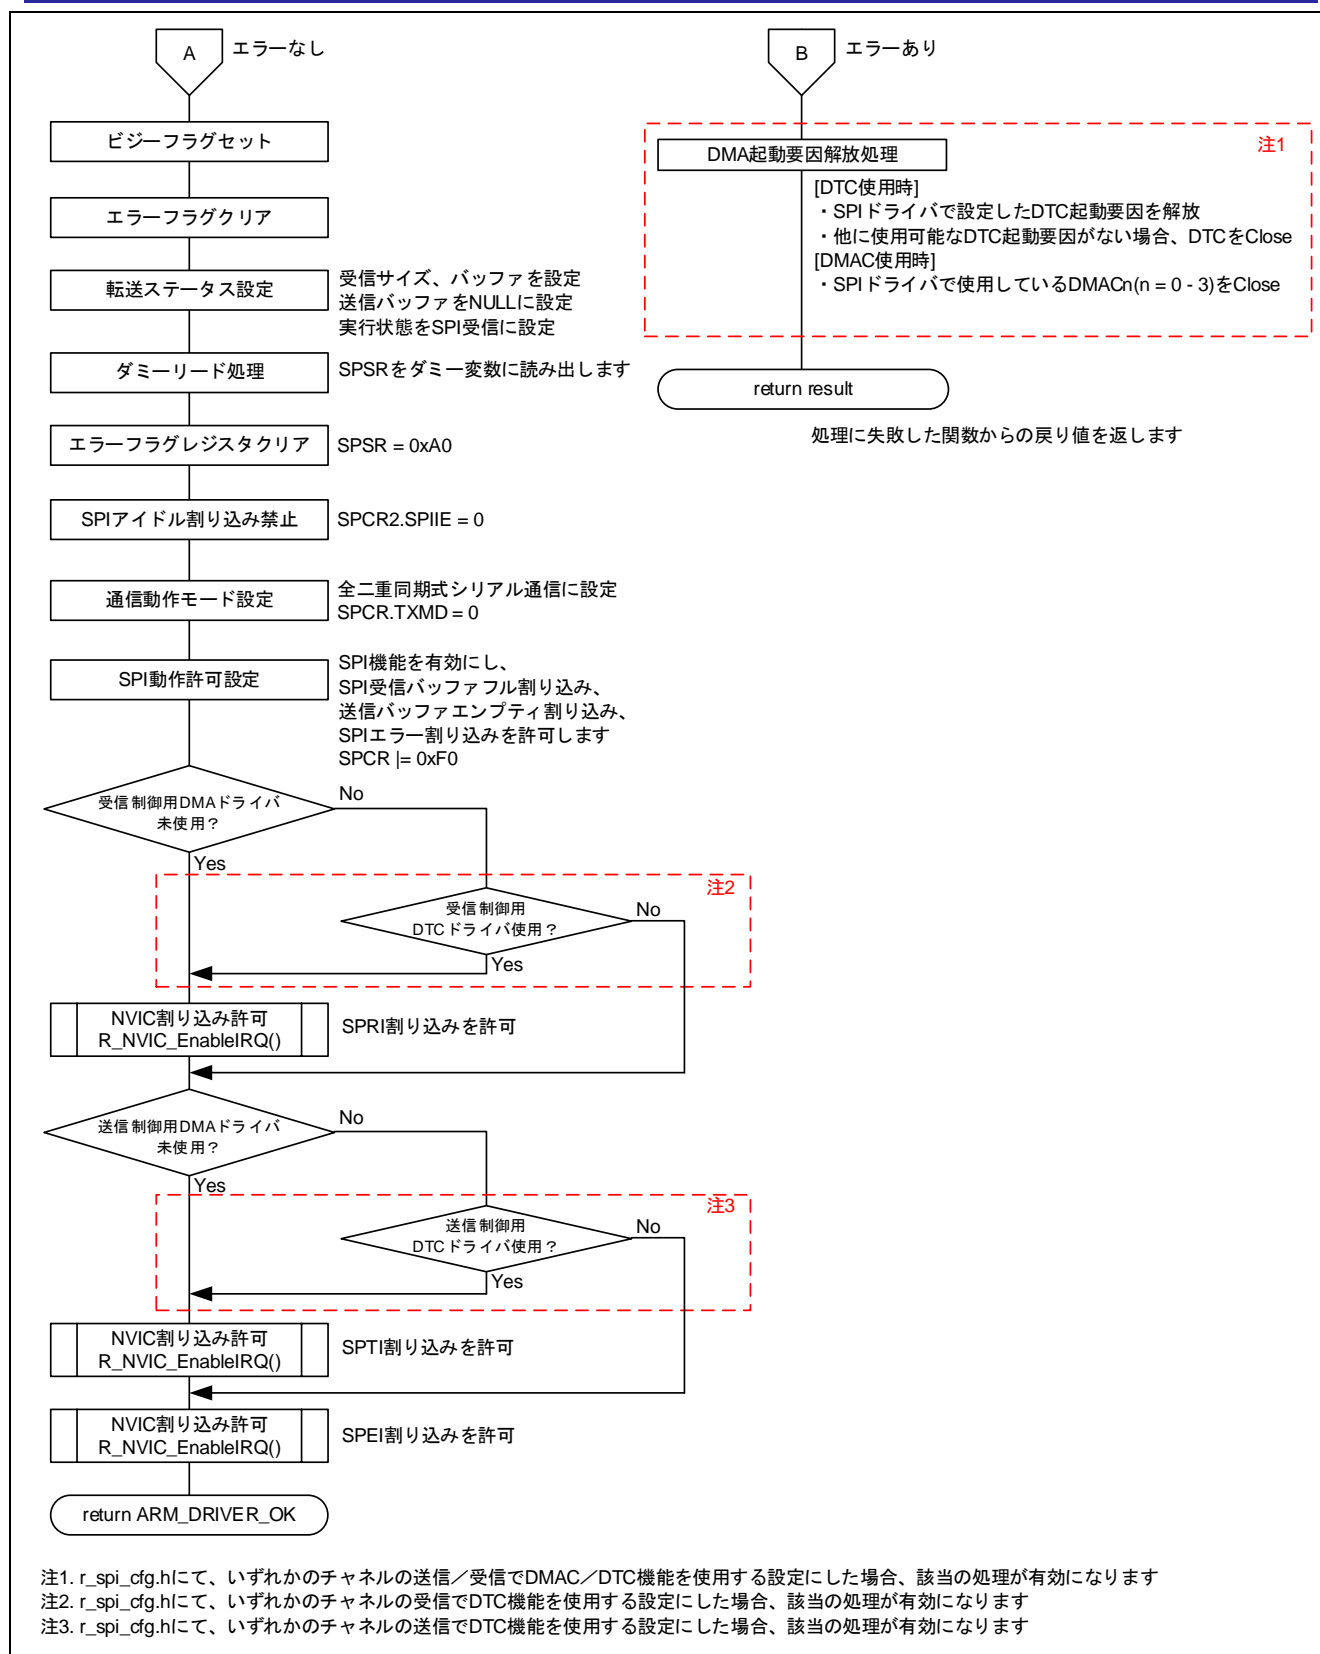 A
エラーなし
ビジーフラグセット
エラーフラグクリア
転送ステータス設定
受信サイズ、バッファを設定
送信バッファをNULLに設定
実行状態をSPI受信に設定
ダミーリード処理
SPSRをダミー変数に読み出します
エラーフラグレジスタクリア
SPSR = 0xA0
SPIアイドル割り込み禁止
SPCR2.SPIIE = 0
通信動作モード設定
全二重同期式シリアル通信に設定
SPCR.TXMD = 0
SPI動作許可設定
SPI機能を有効にし、
SPI受信バッファフル割り込み、
送信バッファエンプティ割り込み、
SPIエラー割り込みを許可します
SPCR |= 0xF0
受信制御用DMAドライバ
未使用？
No
Yes
注2
受信制御用
DTCドライバ使用？
No
Yes
NVIC割り込み許可
R_NVIC_EnableIRQ()
SPRI割り込みを許可
送信制御用DMAドライバ
未使用？
No
Yes
注3
送信制御用
DTCドライバ使用？
No
Yes
NVIC割り込み許可
R_NVIC_EnableIRQ()
SPTI割り込みを許可
NVIC割り込み許可
R_NVIC_EnableIRQ()
SPEI割り込みを許可
return ARM_DRIVER_OK
B
エラーあり
注1
DMA起動要因解放処理
[DTC使用時]
・SPIドライバで設定したDTC起動要因を解放
・他に使用可能なDTC起動要因がない場合、DTCをClose
[DMAC使用時]
・SPIドライバで使用しているDMACn(n = 0 - 3)をClose
return result
処理に失敗した関数からの戻り値を返します
注1. r_spi_cfg.hにて、いずれかのチャネルの送信／受信でDMAC／DTC機能を使用する設定にした場合、該当の処理が有効になります
注2. r_spi_cfg.hにて、いずれかのチャネルの受信でDTC機能を使用する設定にした場合、該当の処理が有効になります
注3. r_spi_cfg.hにて、いずれかのチャネルの送信でDTC機能を使用する設定にした場合、該当の処理が有効になります